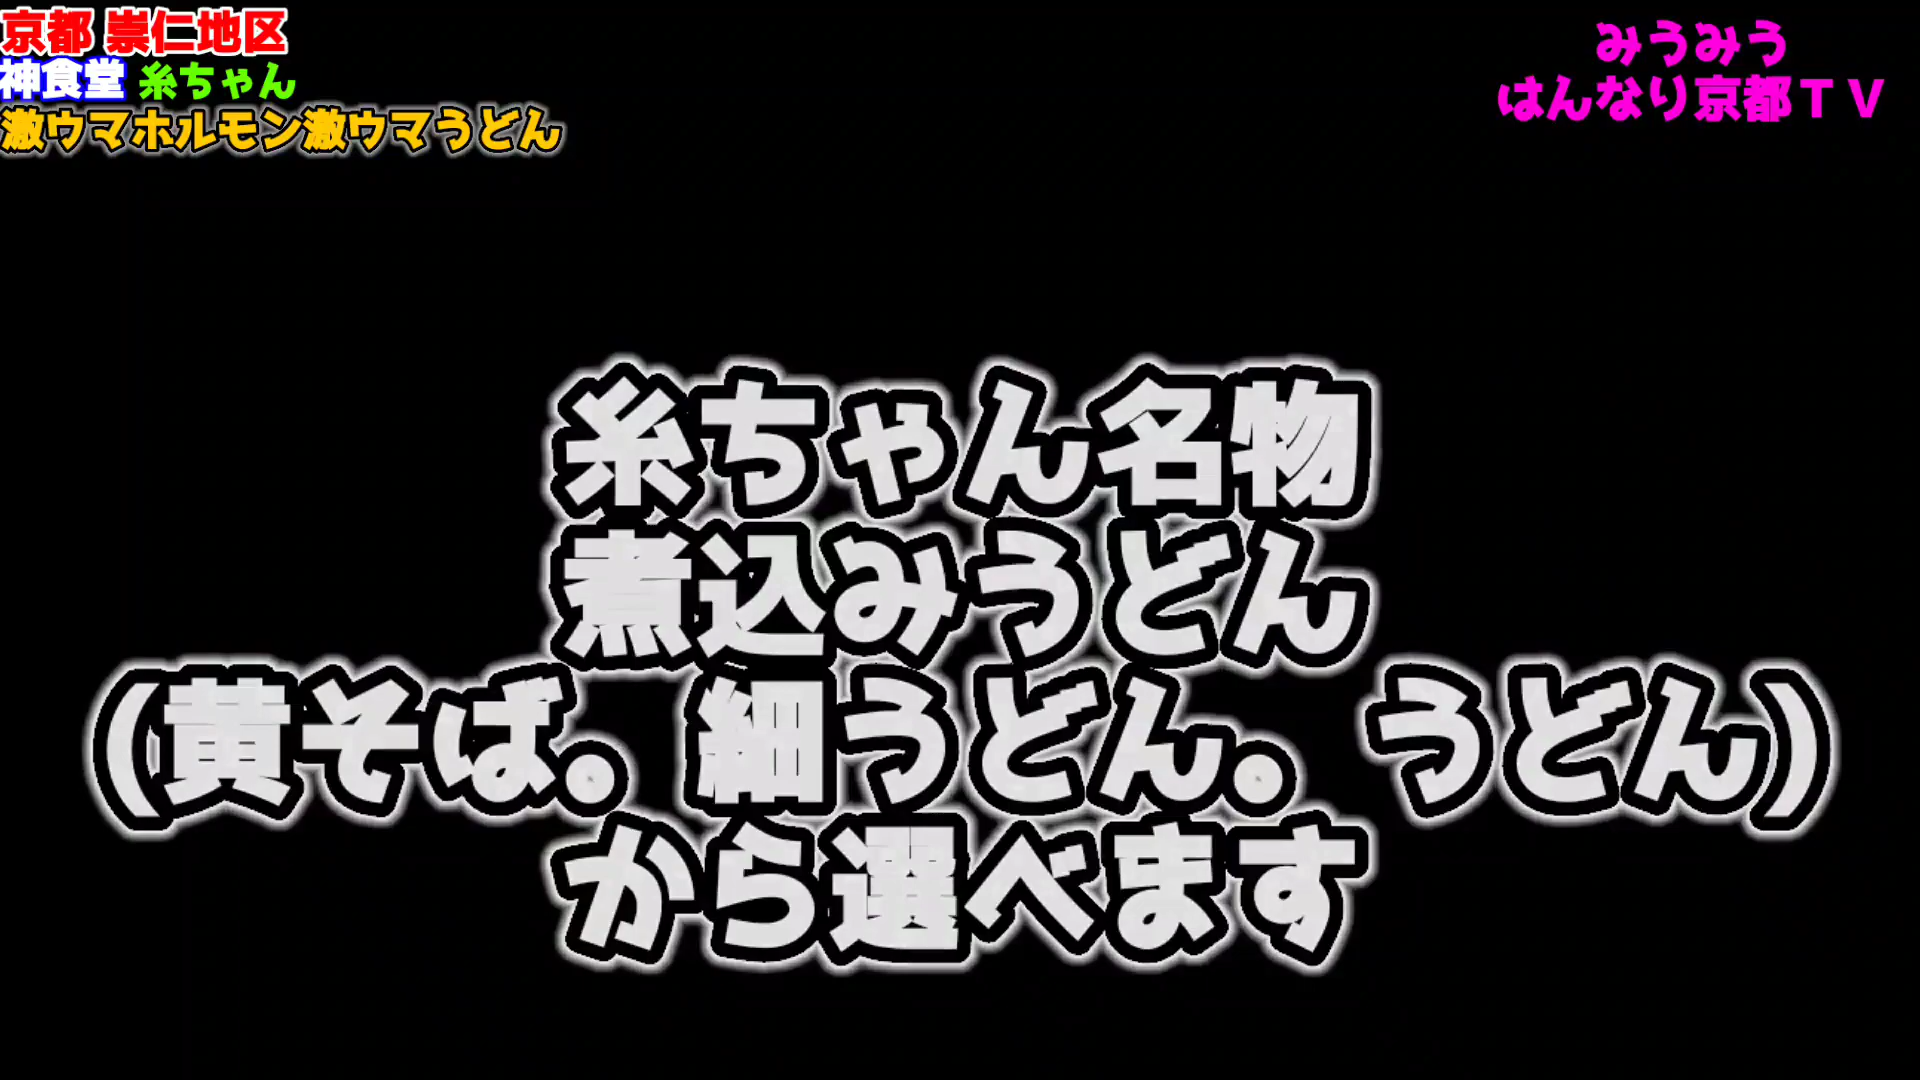 京都 崇仁地区
神食堂 糸ちゃん
激ウマホルモン激ウマうどん
みうみう
はんなり京都ＴＶ
糸ちゃん名物
煮込みうどん
(黄そば．細うどん．うどん)
から選べます